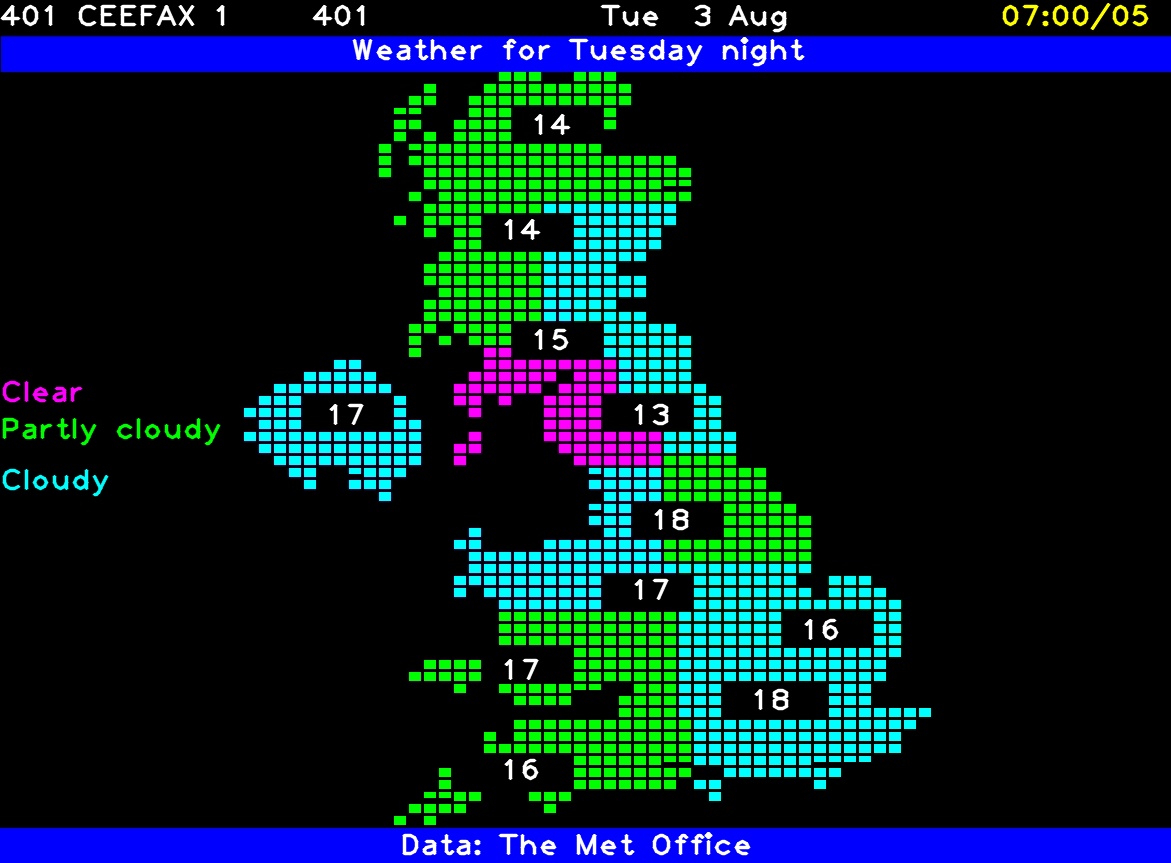 401 CEEFAX 1 401 Tue 3 Aug 07:00/05
Weather for Tuesday night
14
14
15
Clear
17 13
Partly cloudy
Cloudy
18
17
16
17
18
16
Data: The Met Office